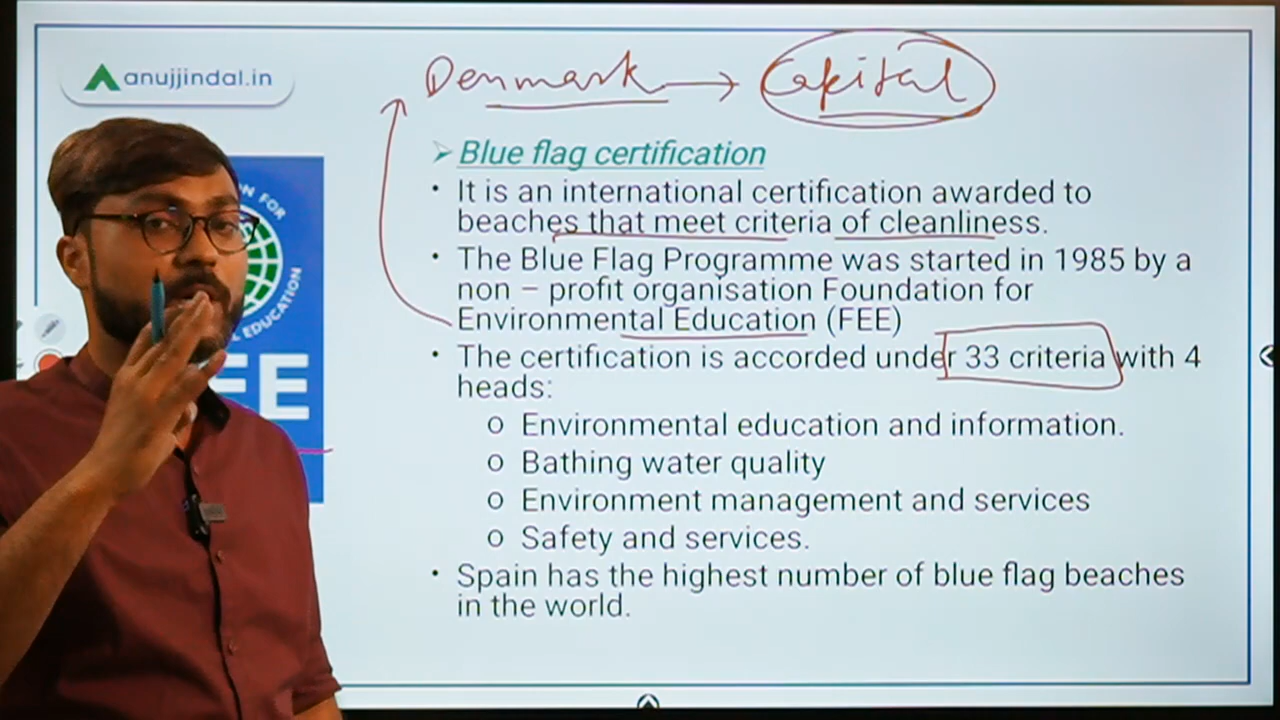 anujjindal.in
Denmark → Capital
➢ Blue flag certification
• It is an international certification awarded to
beaches that meet criteria of cleanliness.
• The Blue Flag Programme was started in 1985 by a
non – profit organisation Foundation for
Environmental Education (FEE)
• The certification is accorded under 33 criteria with 4
heads:
o Environmental education and information.
o Bathing water quality
o Environment management and services
o Safety and services.
• Spain has the highest number of blue flag beaches
in the world.
N FOR
L EDUCATION
FEE